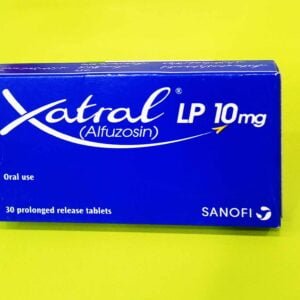 Xatral® LP 10mg
(Alfuzosin)
Oral use
30 prolonged release tablets
SANOFI